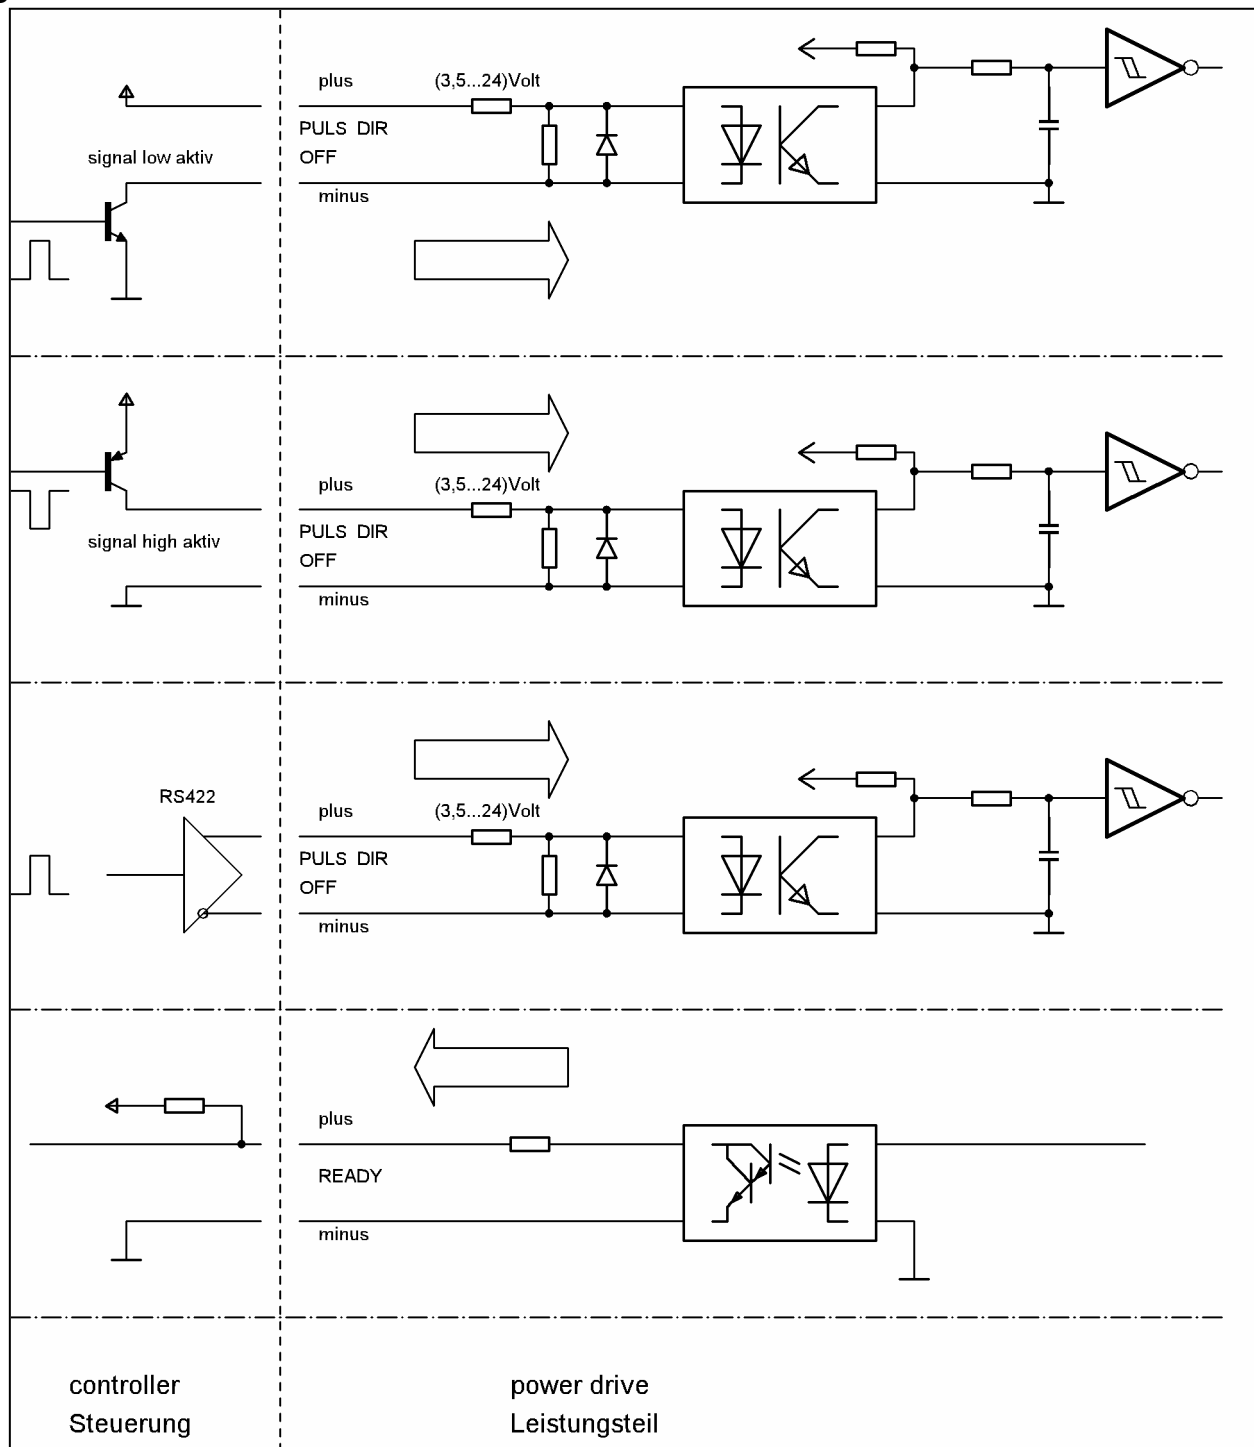 plus (3,5...24)Volt
PULS DIR
signal low aktiv OFF
minus
plus (3,5...24)Volt
PULS DIR
signal high aktiv
OFF
minus
RS422
plus (3,5...24)Volt
PULS DIR
OFF
minus
plus
READY
minus
controller power drive
Steuerung Leistungsteil